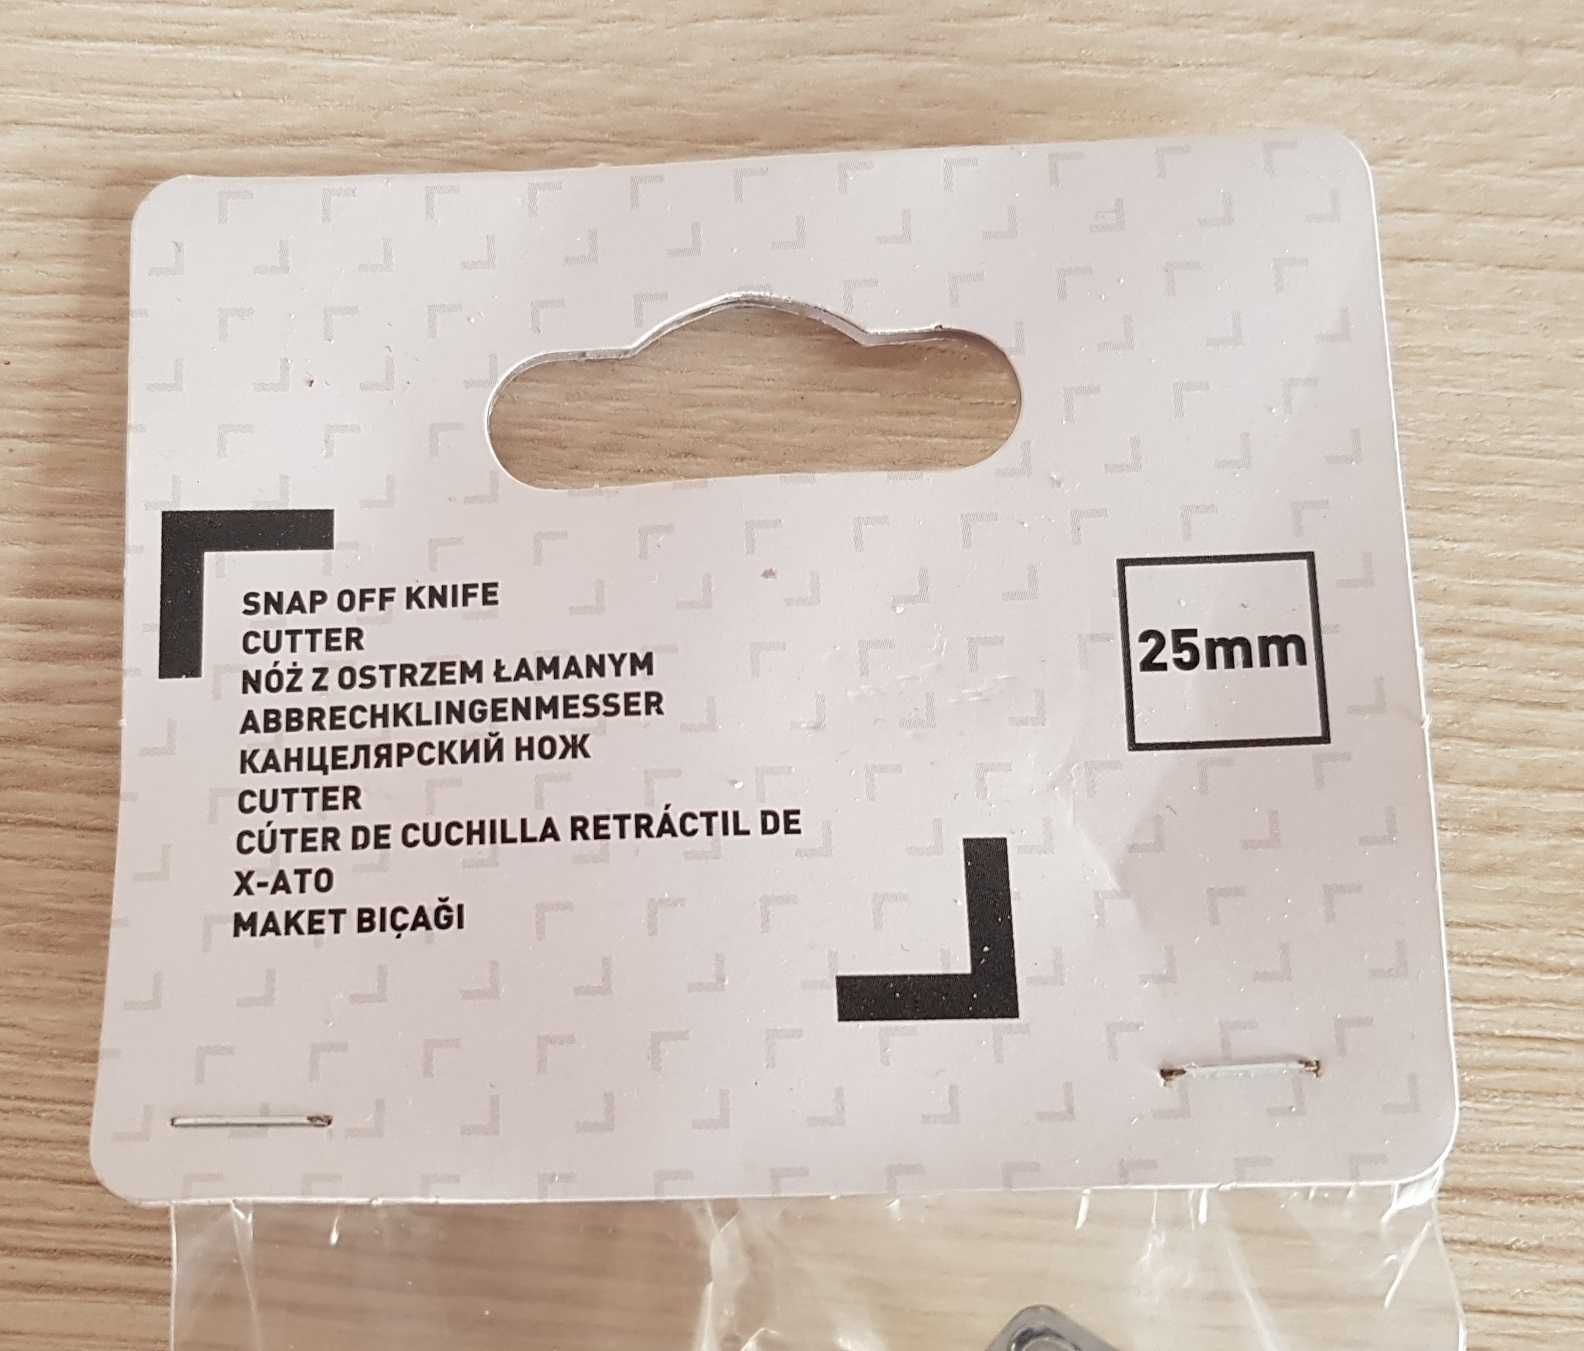 SNAP OFF KNIFE
CUTTER
NÓŻ Z OSTRZEM ŁAMANYM
ABBRECHKLINGENMESSER
КАНЦЕЛЯРСКИЙ НОЖ
CUTTER
CÚTER DE CUCHILLA RETRÁCTIL DE
X-ATO
MAKET BIÇAĞI
25mm